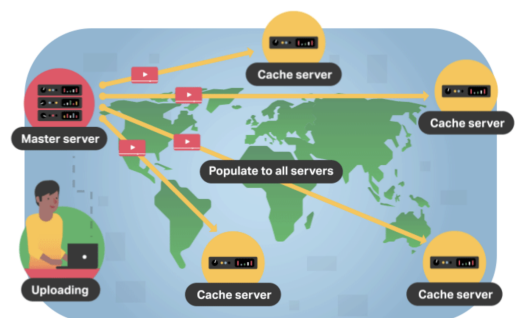 Cache server
Master server
Cache server
Populate to all servers
Uploading
Cache server
Cache server